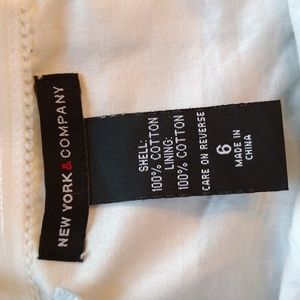 NEW YORK & COMPANY
SHELL:
100% COTTON
LINING:
100% COTTON
CARE ON REVERSE
6
MADE IN
CHINA